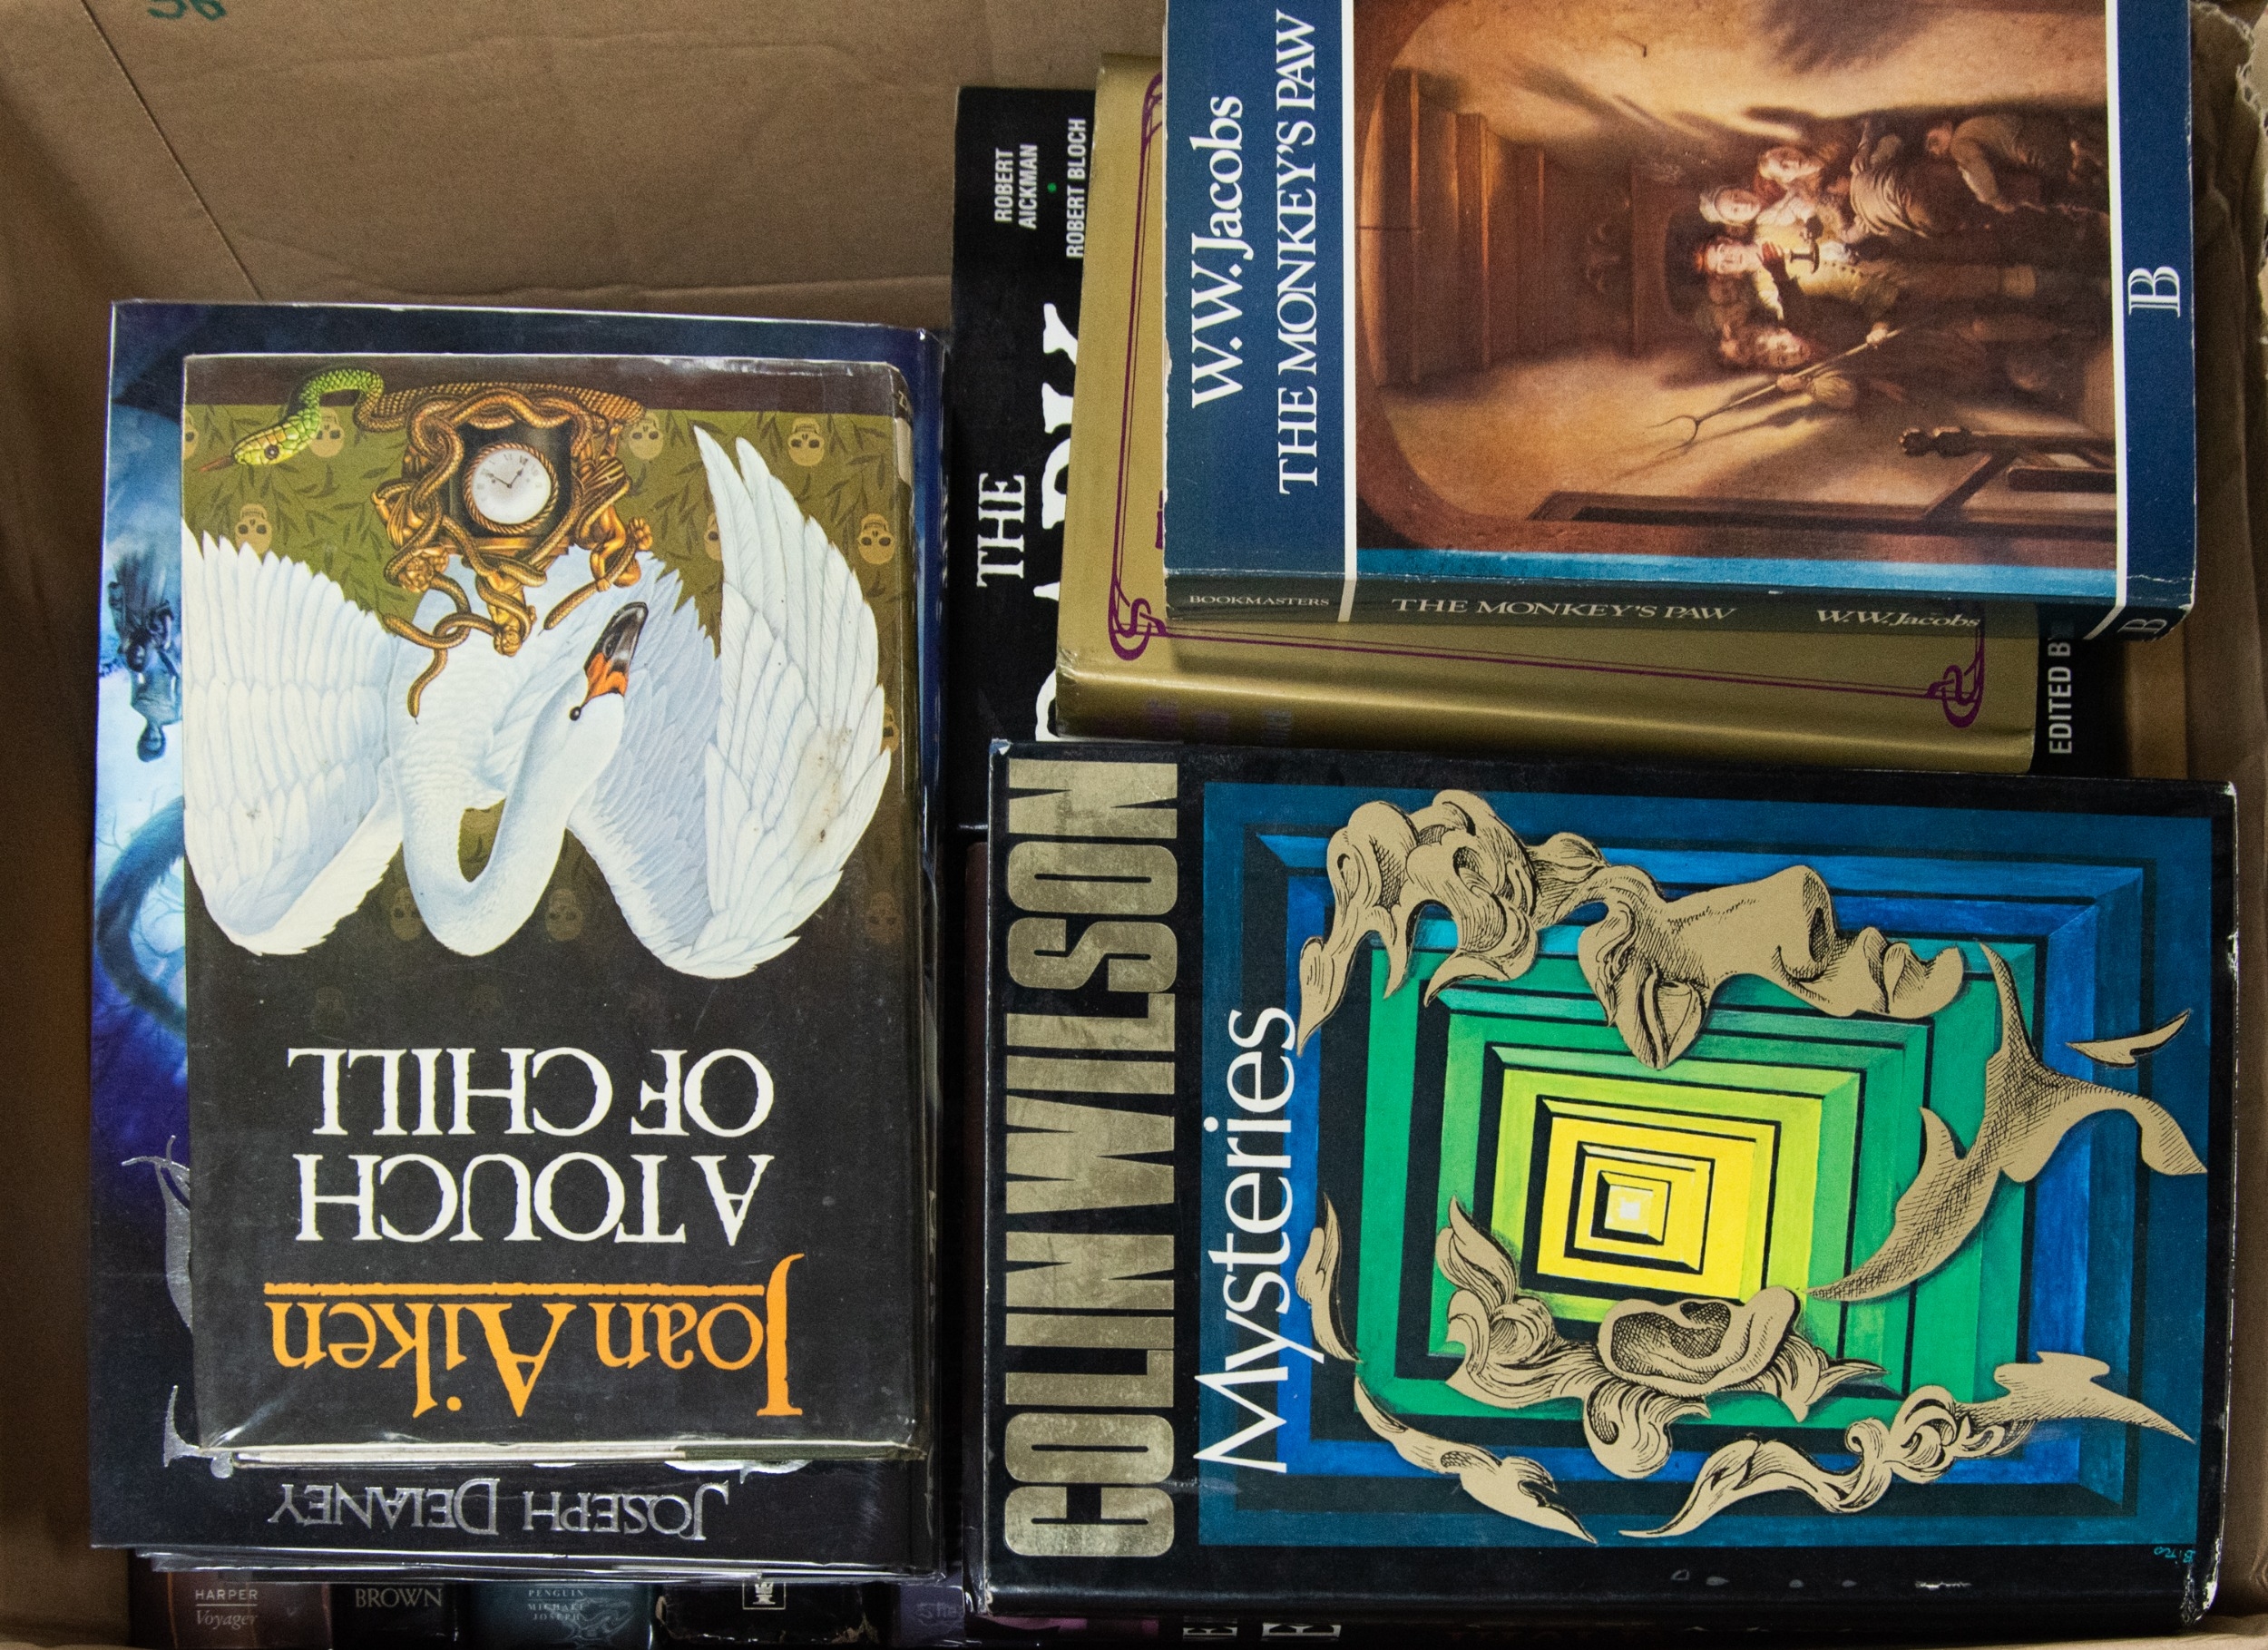 56
ROBERT
AICKMAN
ROBERT BLOCH
THE
W.W. Jacobs
THE MONKEY'S PAW
B
BOOKMASTERS THE MONKEY'S PAW W.W. Jacobs B
EDITED BY
Joan Aiken
A TOUCH
OF CHILL
JOSEPH DELANEY
COLIN WILSON
Mysteries
HARPER
Voyager
BROWN
PENGUIN
MICHAEL
JOSEPH